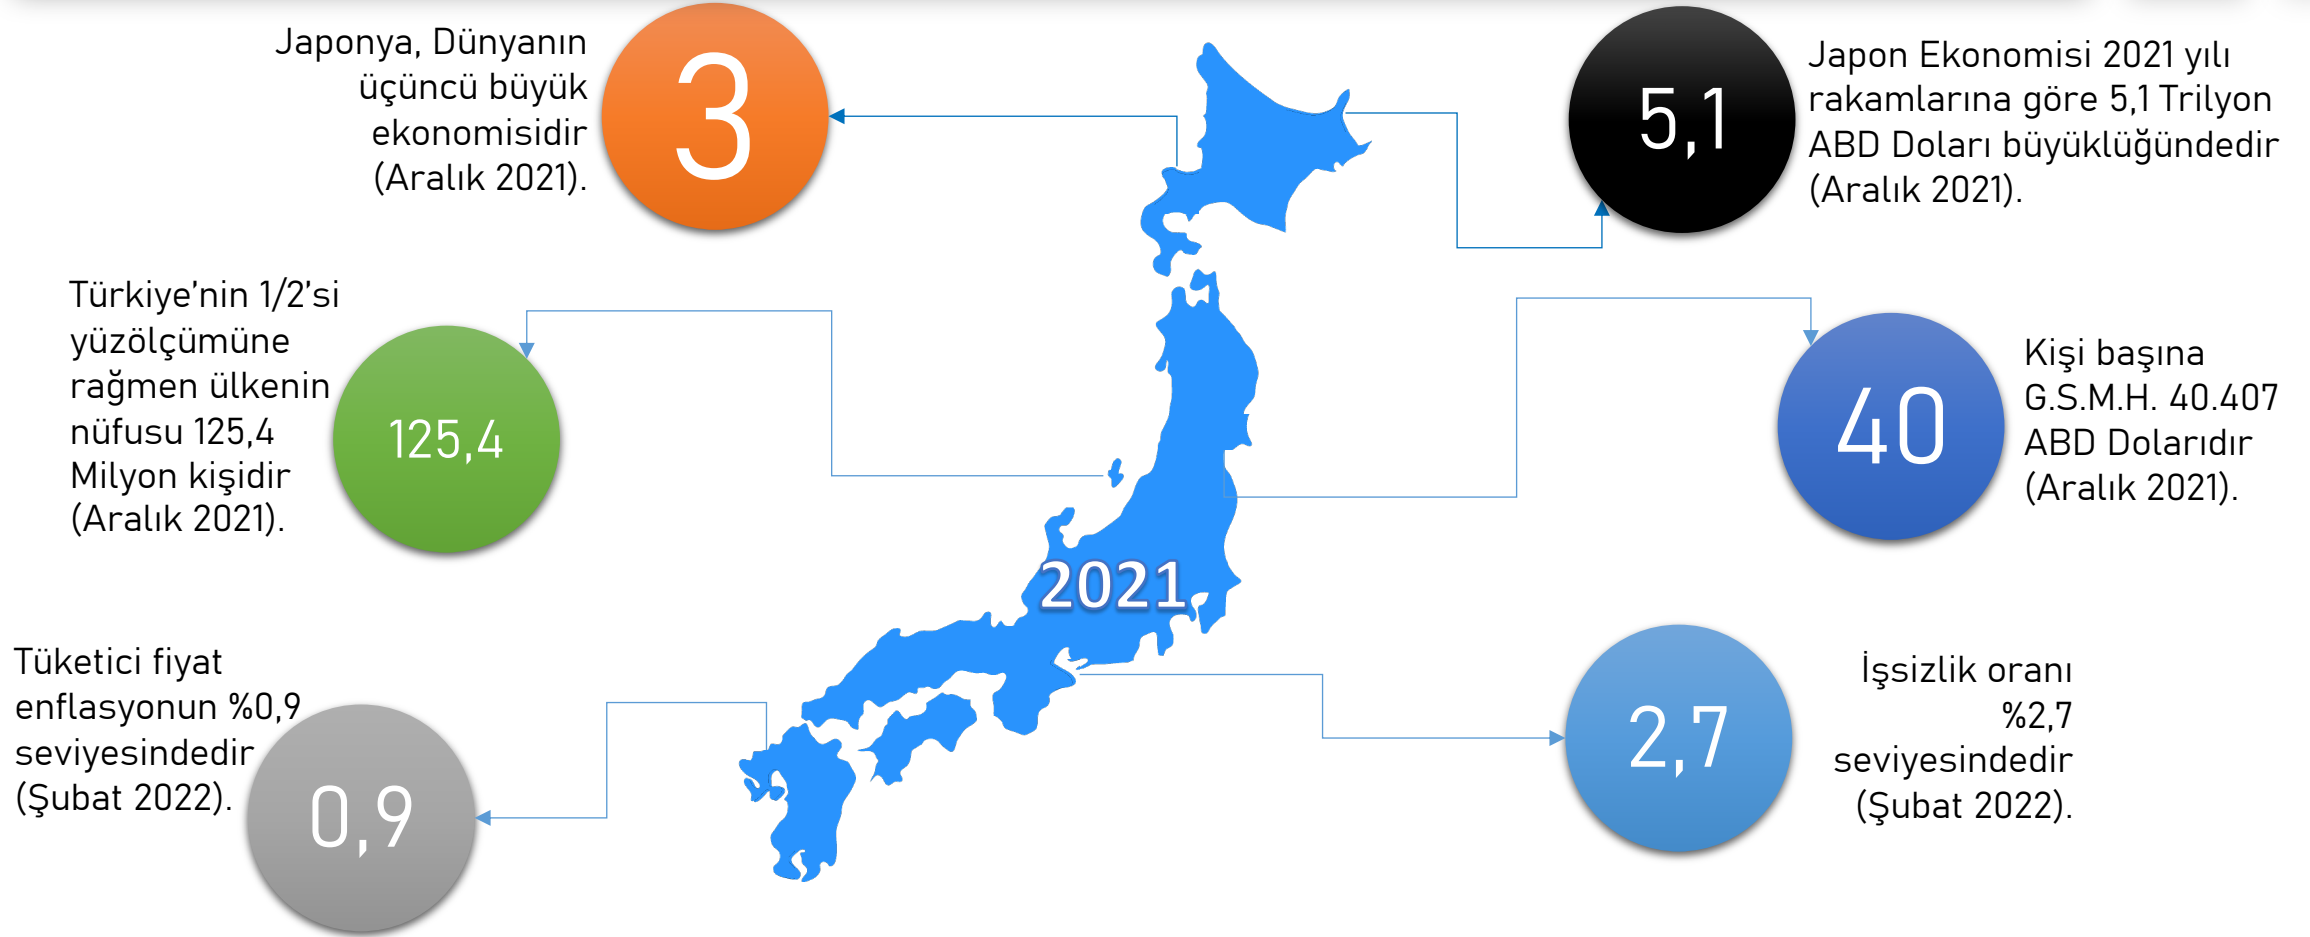 Japonya, Dünyanın
üçüncü büyük
ekonomisidir
(Aralık 2021).
3
5,1
Japon Ekonomisi 2021 yılı
rakamlarına göre 5,1 Trilyon
ABD Doları büyüklüğündedir
(Aralık 2021).
Türkiye’nin 1/2’si
yüzölçümüne
rağmen ülkenin
nüfusu 125,4
Milyon kişidir
(Aralık 2021).
125,4
40
Kişi başına
G.S.M.H. 40.407
ABD Dolarıdır
(Aralık 2021).
2021
Tüketici fiyat
enflasyonun %0,9
seviyesindedir
(Şubat 2022).
0,9
2,7
İşsizlik oranı
%2,7
seviyesindedir
(Şubat 2022).